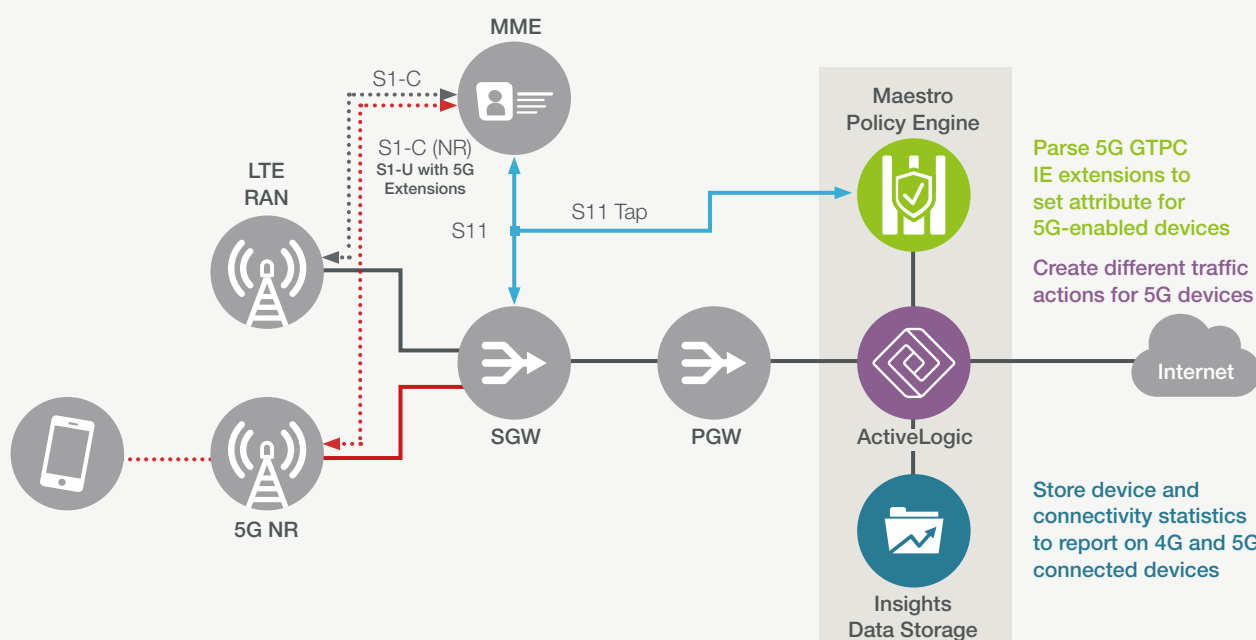 MME
S1-C
S1-C (NR)
S1-U with 5G
Extensions
LTE
RAN
S11
S11 Tap
Maestro
Policy Engine
Parse 5G GTPC
IE extensions to
set attribute for
5G-enabled devices
Create different traffic
actions for 5G devices
Internet
SGW
PGW
ActiveLogic
5G NR
Store device and
connectivity statistics
to report on 4G and 5G
connected devices
Insights
Data Storage